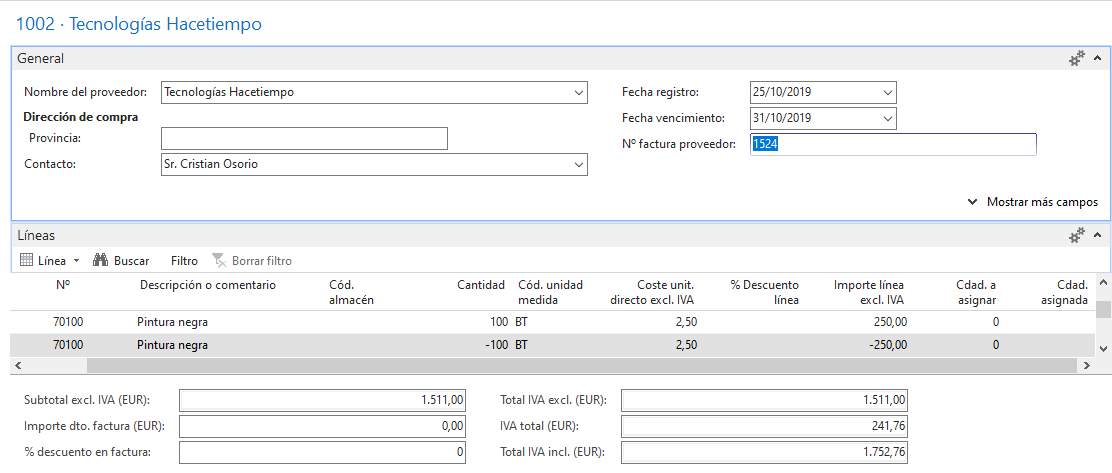 1002 · Tecnologías Hacetiempo
General
Nombre del proveedor: Tecnologías Hacetiempo
Fecha registro: 25/10/2019
Dirección de compra
Fecha vencimiento: 31/10/2019
Provincia:
Nº factura proveedor: 1524
Contacto: Sr. Cristian Osorio
Mostrar más campos
Líneas
Línea Buscar Filtro Borrar filtro
Nº Descripción o comentario Cód. almacén Cantidad Cód. unidad medida Coste unit. directo excl. IVA % Descuento línea Importe línea excl. IVA Cdad. a asignar Cdad. asignada
70100 Pintura negra 100 BT 2,50 250,00 0
70100 Pintura negra -100 BT 2,50 -250,00 0
Subtotal excl. IVA (EUR): 1.511,00 Total IVA excl. (EUR): 1.511,00
Importe dto. factura (EUR): 0,00 IVA total (EUR): 241,76
% descuento en factura: 0 Total IVA incl. (EUR): 1.752,76